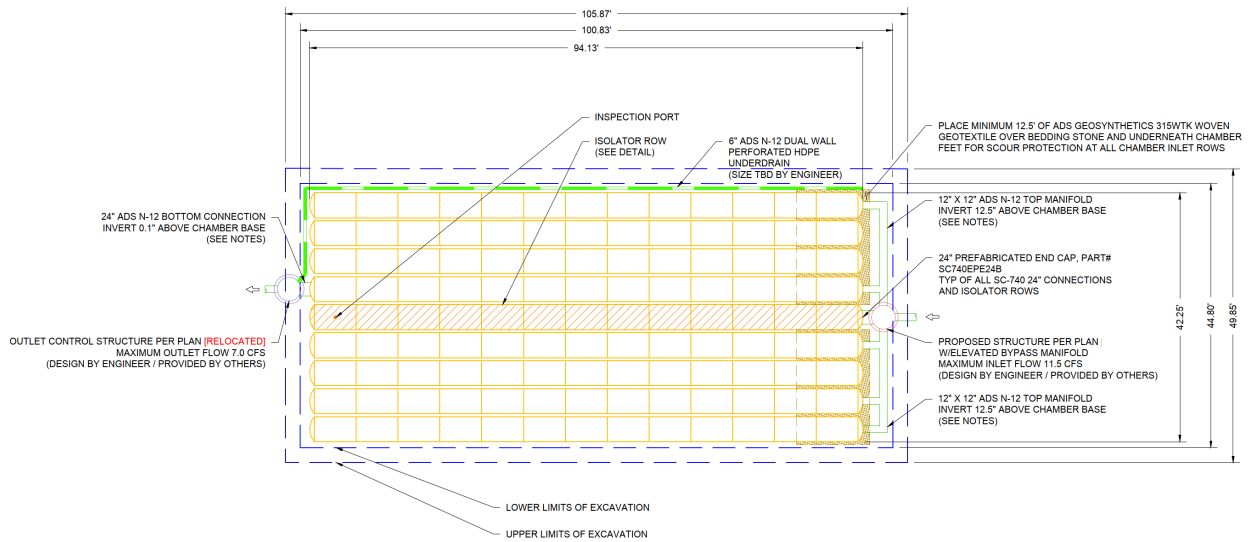 105.87'
100.83'
94.13'
INSPECTION PORT
ISOLATOR ROW
(SEE DETAIL)
6" ADS N-12 DUAL WALL
PERFORATED HDPE
UNDERDRAIN
(SIZE TBD BY ENGINEER)
PLACE MINIMUM 12.5' OF ADS GEOSYNTHETICS 315WTK WOVEN
GEOTEXTILE OVER BEDDING STONE AND UNDERNEATH CHAMBER
FEET FOR SCOUR PROTECTION AT ALL CHAMBER INLET ROWS
24" ADS N-12 BOTTOM CONNECTION
INVERT 0.1" ABOVE CHAMBER BASE
(SEE NOTES)
12" X 12" ADS N-12 TOP MANIFOLD
INVERT 12.5" ABOVE CHAMBER BASE
(SEE NOTES)
24" PREFABRICATED END CAP, PART#
SC740EPE24B
TYP OF ALL SC-740 24" CONNECTIONS
AND ISOLATOR ROWS
OUTLET CONTROL STRUCTURE PER PLAN [RELOCATED]
MAXIMUM OUTLET FLOW 7.0 CFS
(DESIGN BY ENGINEER / PROVIDED BY OTHERS)
PROPOSED STRUCTURE PER PLAN
W/ELEVATED BYPASS MANIFOLD
MAXIMUM INLET FLOW 11.5 CFS
(DESIGN BY ENGINEER / PROVIDED BY OTHERS)
12" X 12" ADS N-12 TOP MANIFOLD
INVERT 12.5" ABOVE CHAMBER BASE
(SEE NOTES)
42.25'
44.80'
49.85'
LOWER LIMITS OF EXCAVATION
UPPER LIMITS OF EXCAVATION